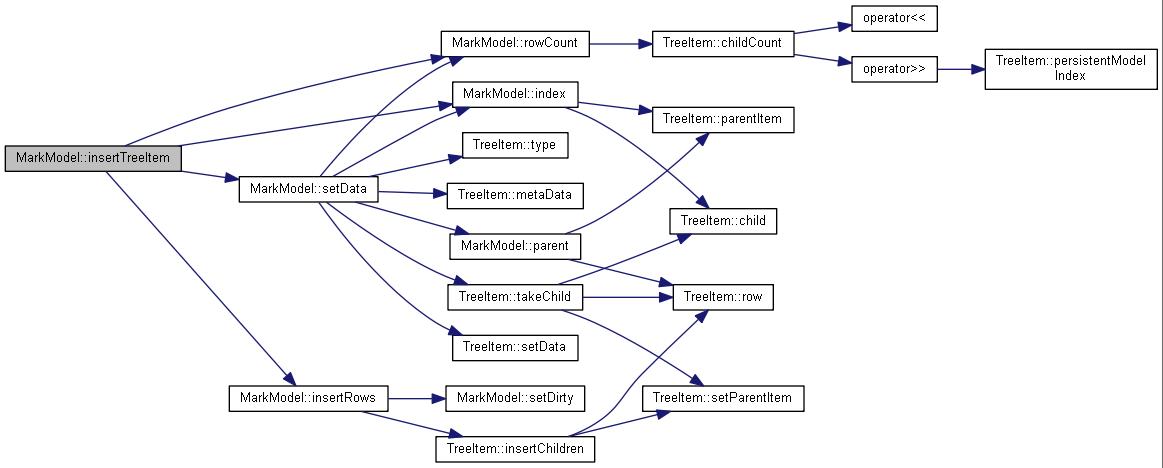 operator<<
MarkModel::rowCount
TreeItem::childCount
operator>>
TreeItem::persistentModel
Index
MarkModel::index
TreeItem::parentItem
TreeItem::type
MarkModel::insertTreeItem
MarkModel::setData
TreeItem::metaData
TreeItem::child
MarkModel::parent
TreeItem::takeChild
TreeItem::row
TreeItem::setData
MarkModel::insertRows
MarkModel::setDirty
TreeItem::setParentItem
TreeItem::insertChildren